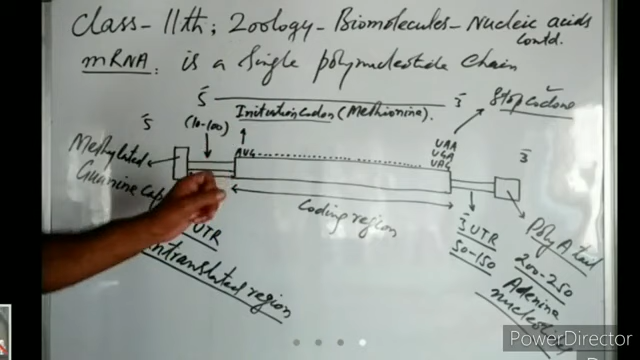 Class-11th; Zoology-Biomolecules-Nucleic acids
Contd.
mRNA: is a Single polynucleotide Chain
5 3
Initiation Codon (Methionine).
Stop Codons
5
(10-100)
AUG
UAA
UGA
UAG
3
Methylated
Guanine Cap
Coding region
UTR
untranslated region
3 UTR
50-150
Poly A tail
200-250
Adenine
PowerDirector